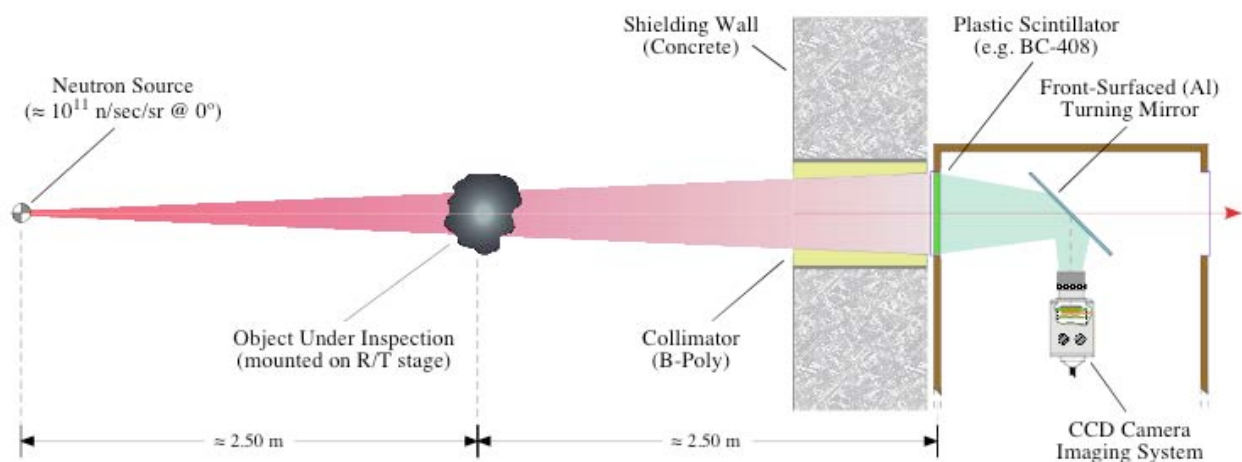 Shielding Wall
(Concrete)
Plastic Scintillator
(e.g. BC-408)
Neutron Source
(≈ 10¹¹ n/sec/sr @ 0°)
Front-Surfaced (Al)
Turning Mirror
Object Under Inspection
(mounted on R/T stage)
Collimator
(B-Poly)
CCD Camera
Imaging System
≈ 2.50 m
≈ 2.50 m